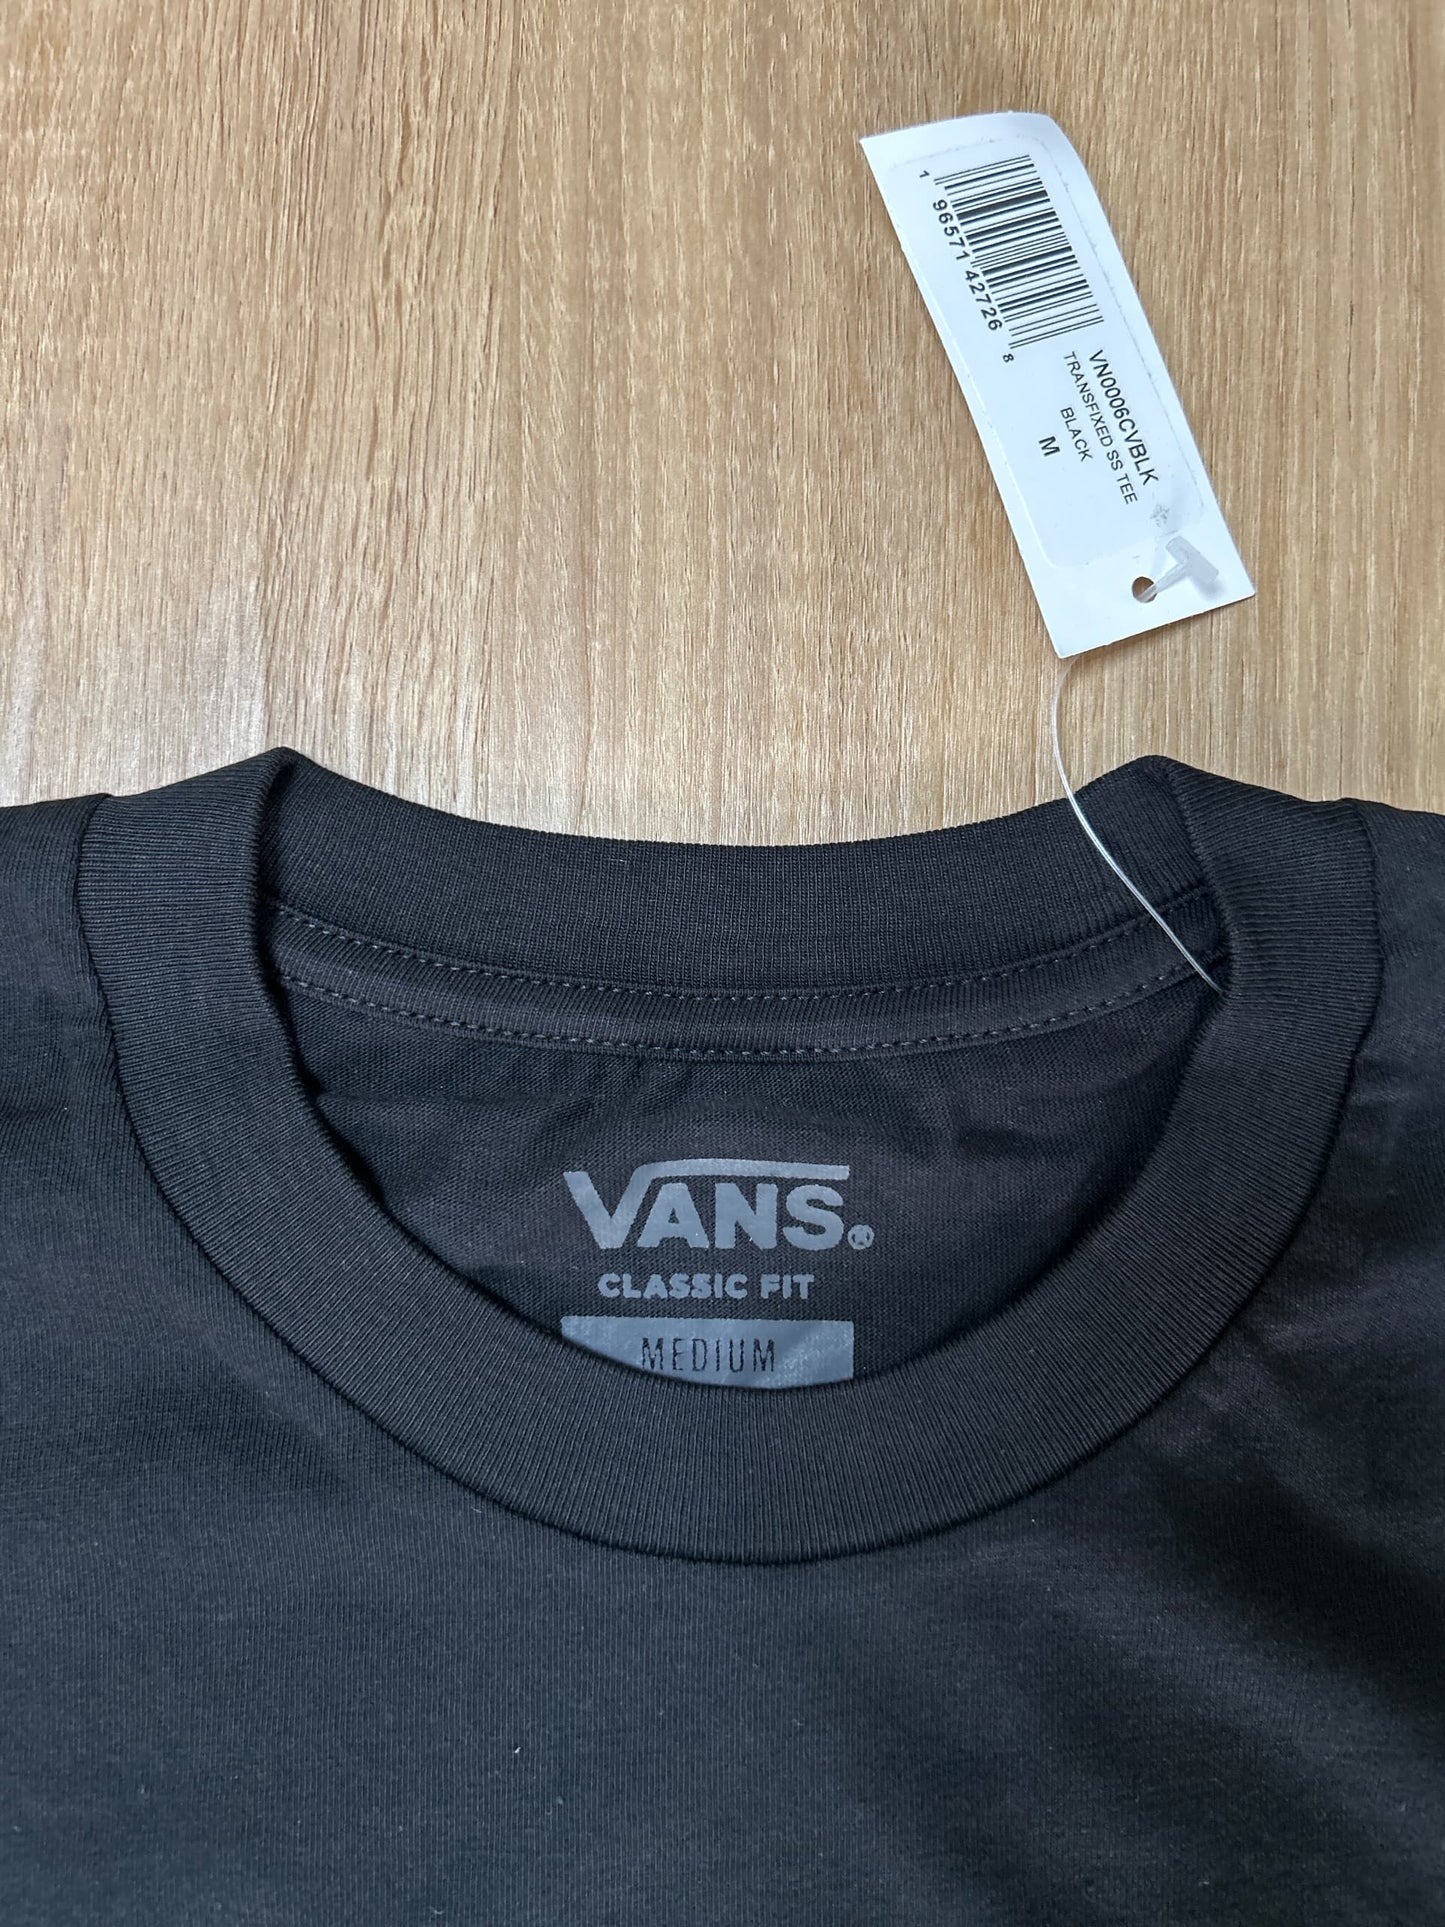 1 96571 42726 8
VN0006CVBLK
TRANSFIXED SS TEE
BLACK
M
VANS®
CLASSIC FIT
MEDIUM